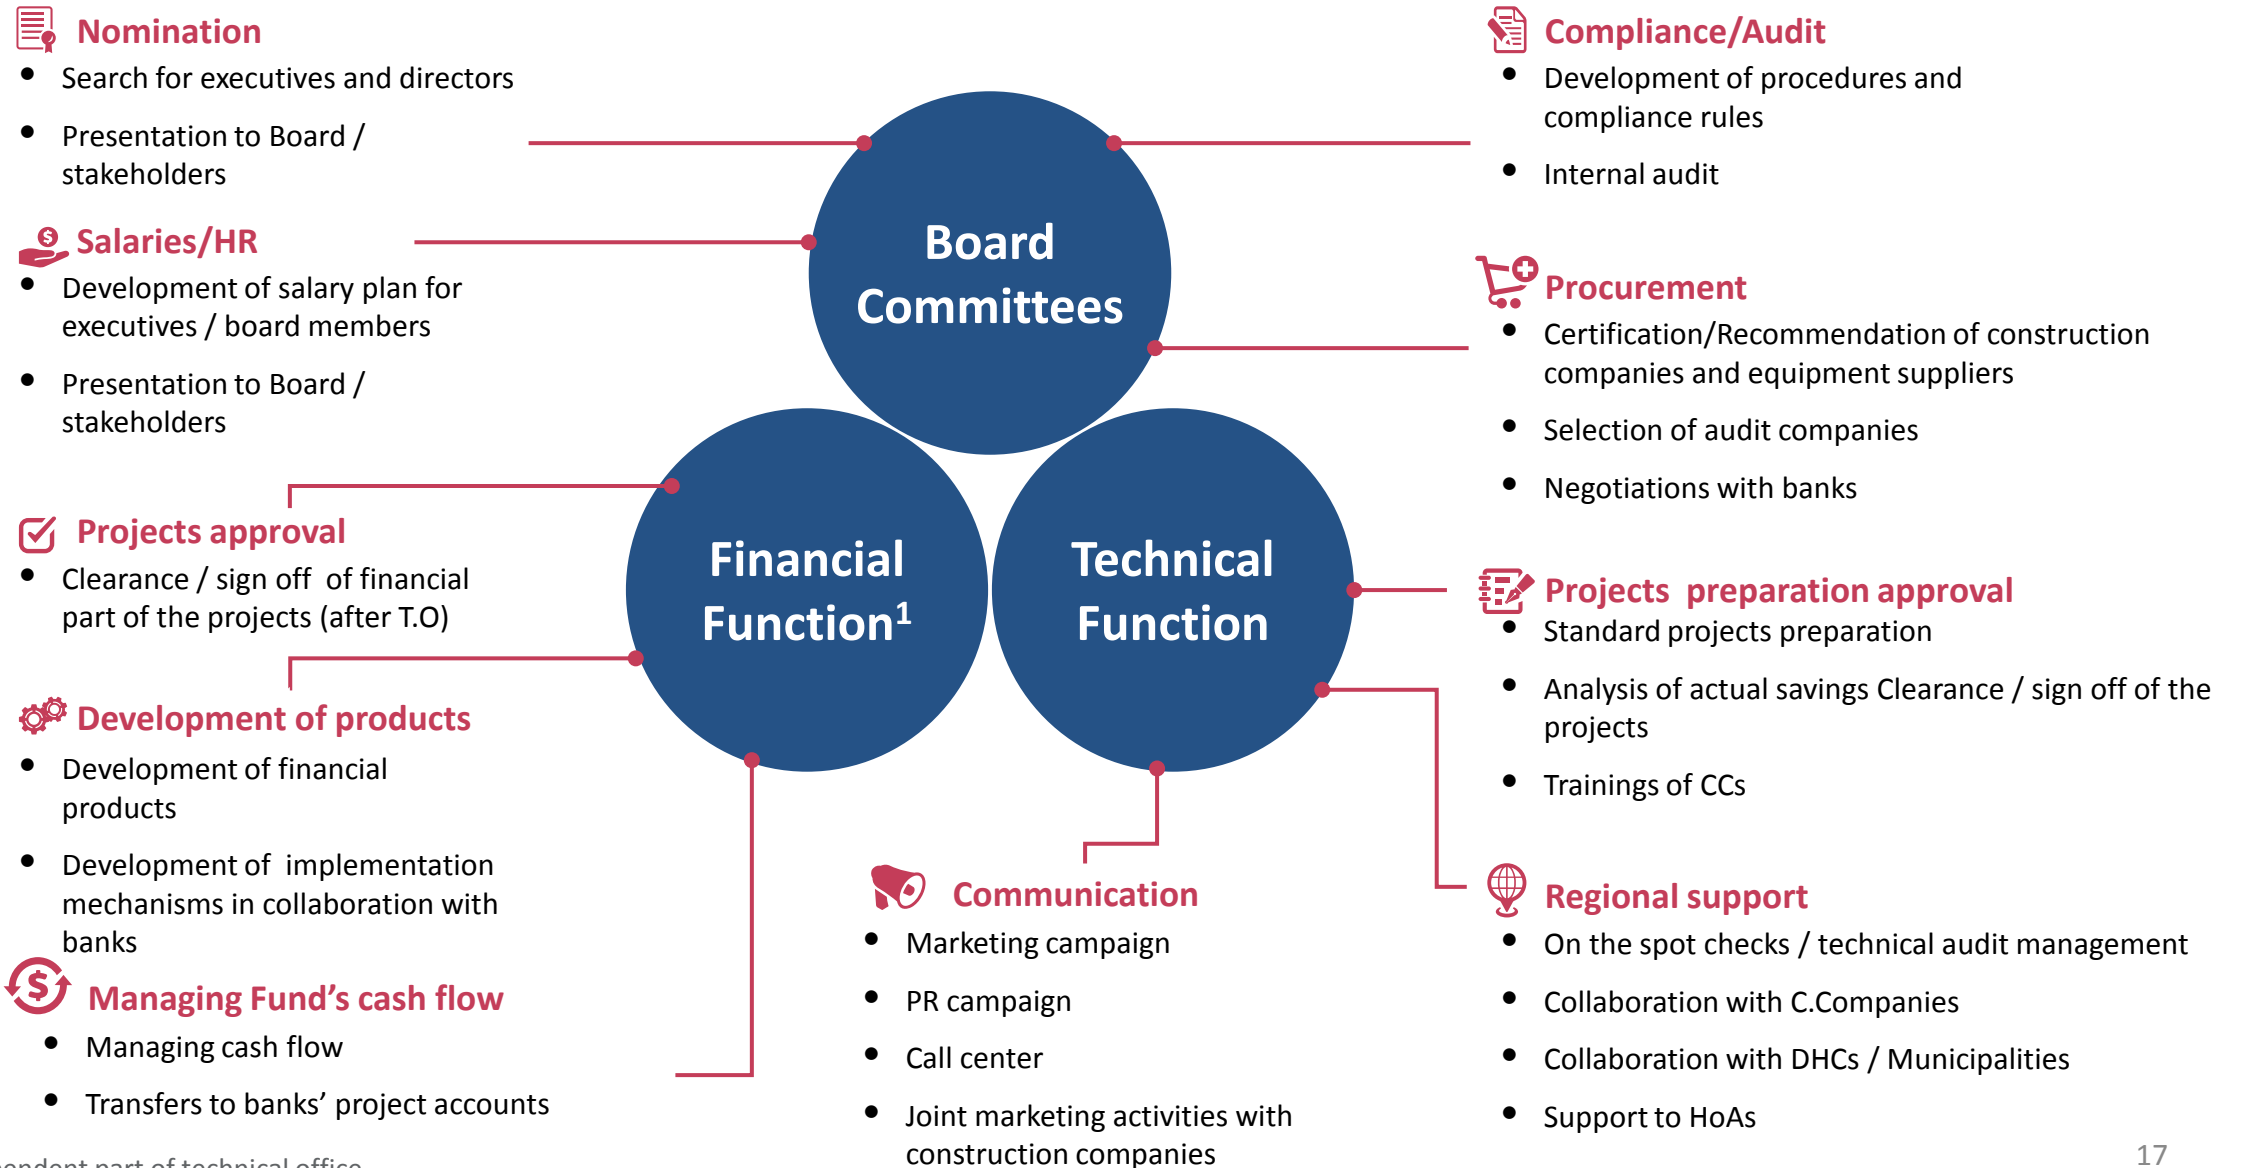 Nomination
• Search for executives and directors
• Presentation to Board /
stakeholders
Salaries/HR
• Development of salary plan for
executives / board members
• Presentation to Board /
stakeholders
Projects approval
• Clearance / sign off  of financial
part of the projects (after T.O)
Development of products
• Development of financial
products
• Development of  implementation
mechanisms in collaboration with
banks
Managing Fund’s cash flow
• Managing cash flow
• Transfers to banks’ project accounts
Board
Committees
Financial
Function¹
Technical
Function
Communication
• Marketing campaign
• PR campaign
• Call center
• Joint marketing activities with
construction companies
Compliance/Audit
• Development of procedures and
compliance rules
• Internal audit
Procurement
• Certification/Recommendation of construction
companies and equipment suppliers
• Selection of audit companies
• Negotiations with banks
Projects  preparation approval
• Standard projects preparation
• Analysis of actual savings Clearance / sign off of the
projects
• Trainings of CCs
Regional support
• On the spot checks / technical audit management
• Collaboration with C.Companies
• Collaboration with DHCs / Municipalities
• Support to HoAs
part of technical office
17